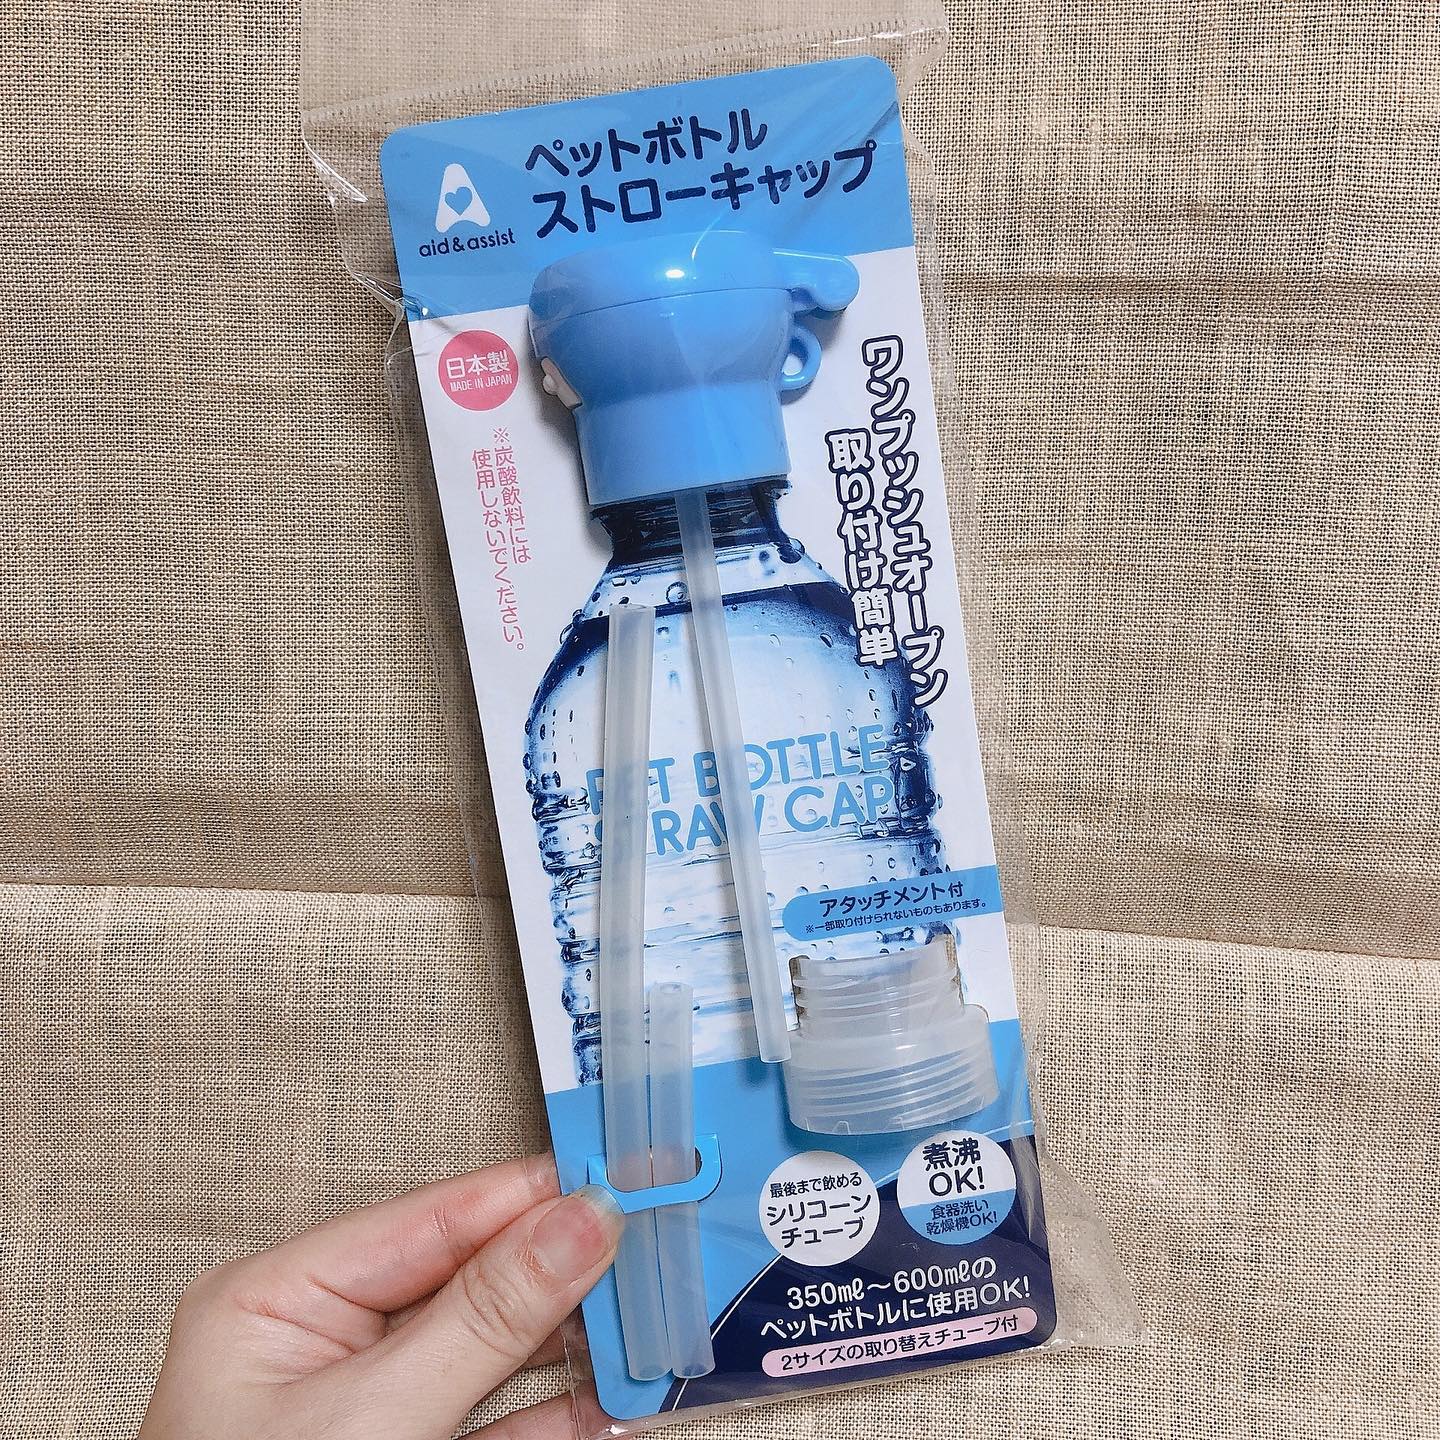 ペットボトル
ストローキャップ
aid & assist
日本製
MADE IN JAPAN
※炭酸飲料には
使用しないでください。
ワンプッシュオープン
取り付け簡単
PET BOTTLE
STRAW CAP
アタッチメント付
※一部取り付けられないものもあります。
最後まで飲める
シリコーン
チューブ
煮沸
OK!
食器洗い
乾燥機OK!
350㎖〜600㎖の
ペットボトルに使用OK!
2サイズの取り替えチューブ付